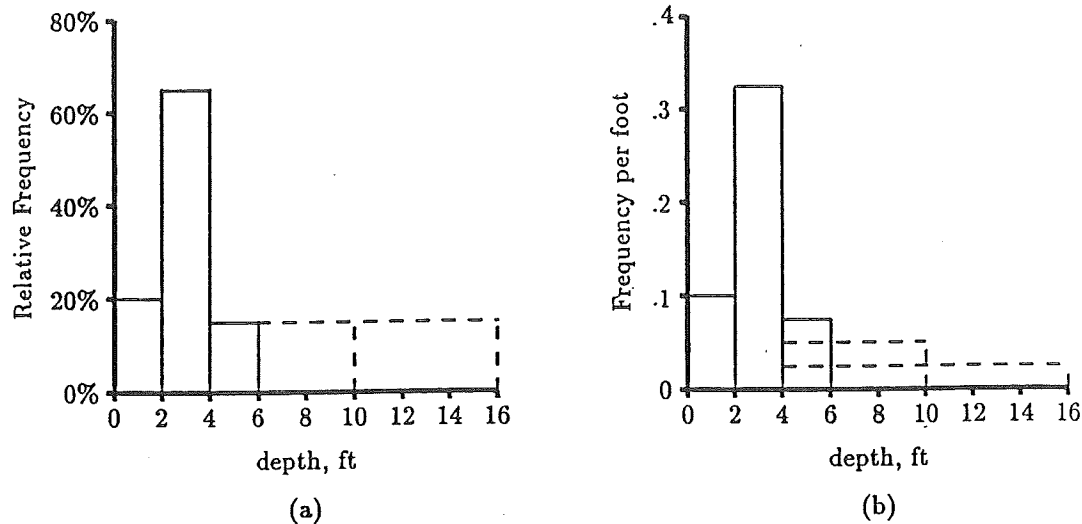 80%
60%
40%
20%
0%
Relative Frequency
0 2 4 6 8 10 12 14 16
depth, ft
(a)
.4
.3
.2
.1
0
Frequency per foot
0 2 4 6 8 10 12 14 16
depth, ft
(b)